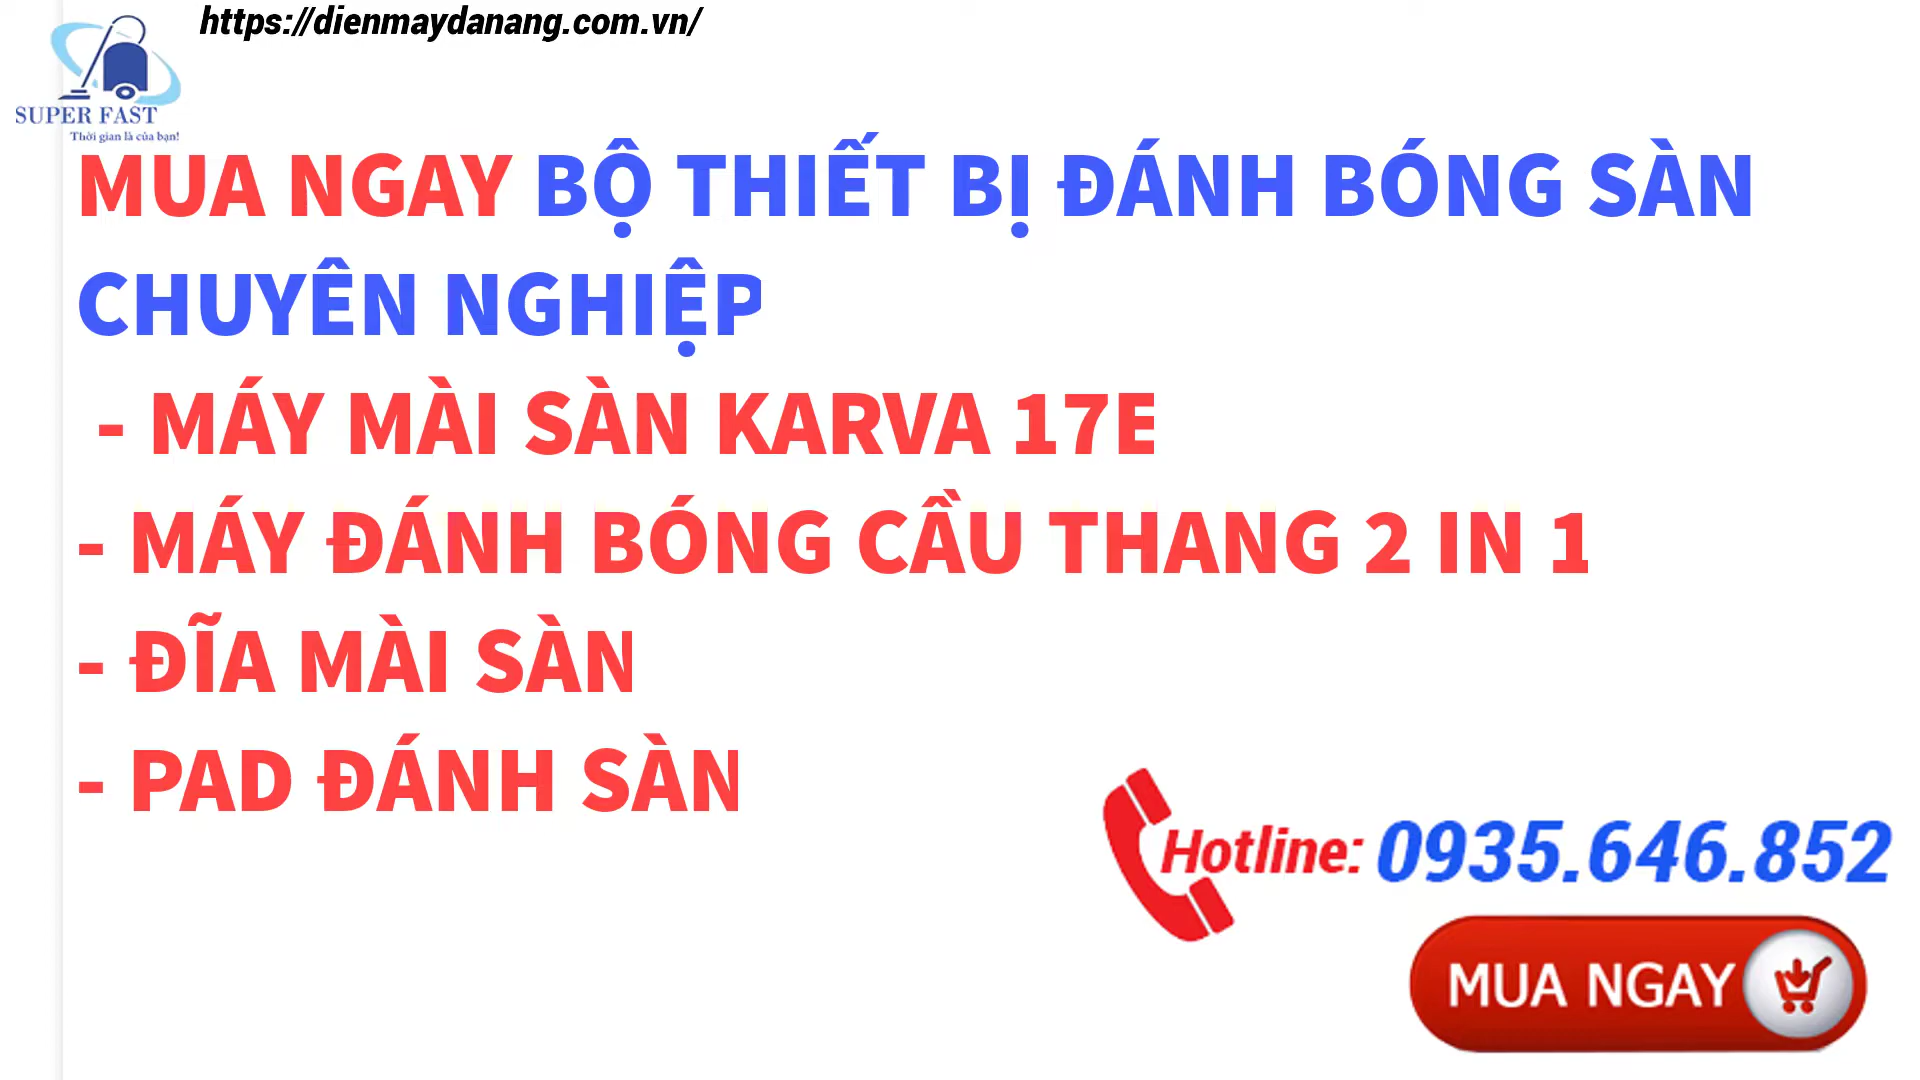 https://dienmaydanang.com.vn/
SUPER FAST
Thời gian là của bạn!
MUA NGAY BỘ THIẾT BỊ ĐÁNH BÓNG SÀN
CHUYÊN NGHIỆP
- MÁY MÀI SÀN KARVA 17E
- MÁY ĐÁNH BÓNG CẦU THANG 2 IN 1
- ĐĨA MÀI SÀN
- PAD ĐÁNH SÀN
Hotline: 0935.646.852
MUA NGAY